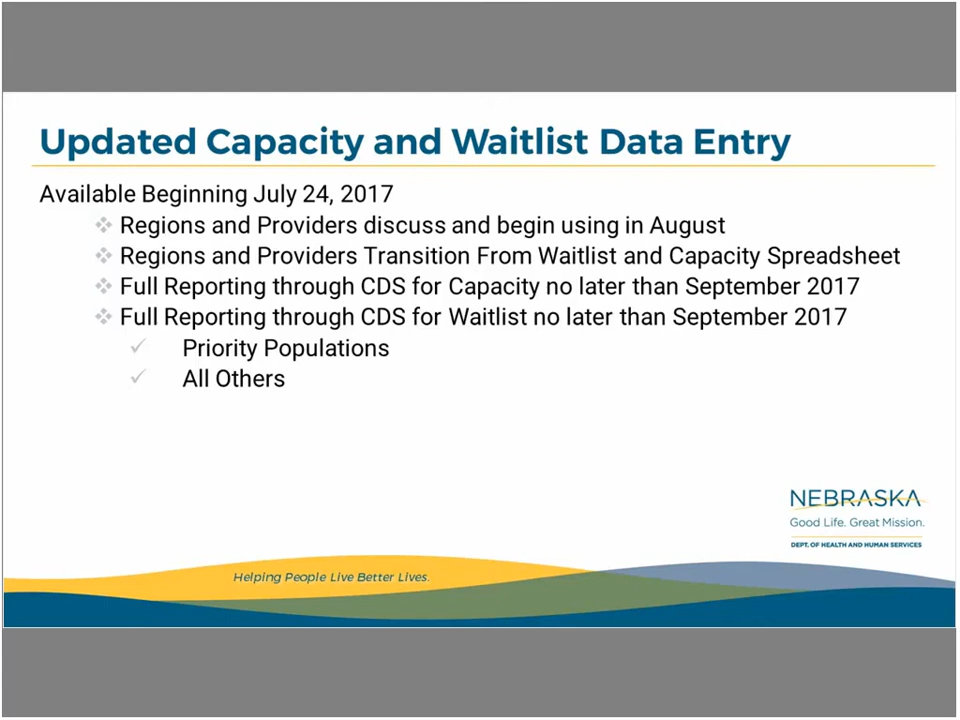 Updated Capacity and Waitlist Data Entry
Available Beginning July 24, 2017
Regions and Providers discuss and begin using in August
Regions and Providers Transition From Waitlist and Capacity Spreadsheet
Full Reporting through CDS for Capacity no later than September 2017
Full Reporting through CDS for Waitlist no later than September 2017
Priority Populations
All Others
NEBRASKA
Good Life. Great Mission.
DEPT. OF HEALTH AND HUMAN SERVICES
Helping People Live Better Lives.